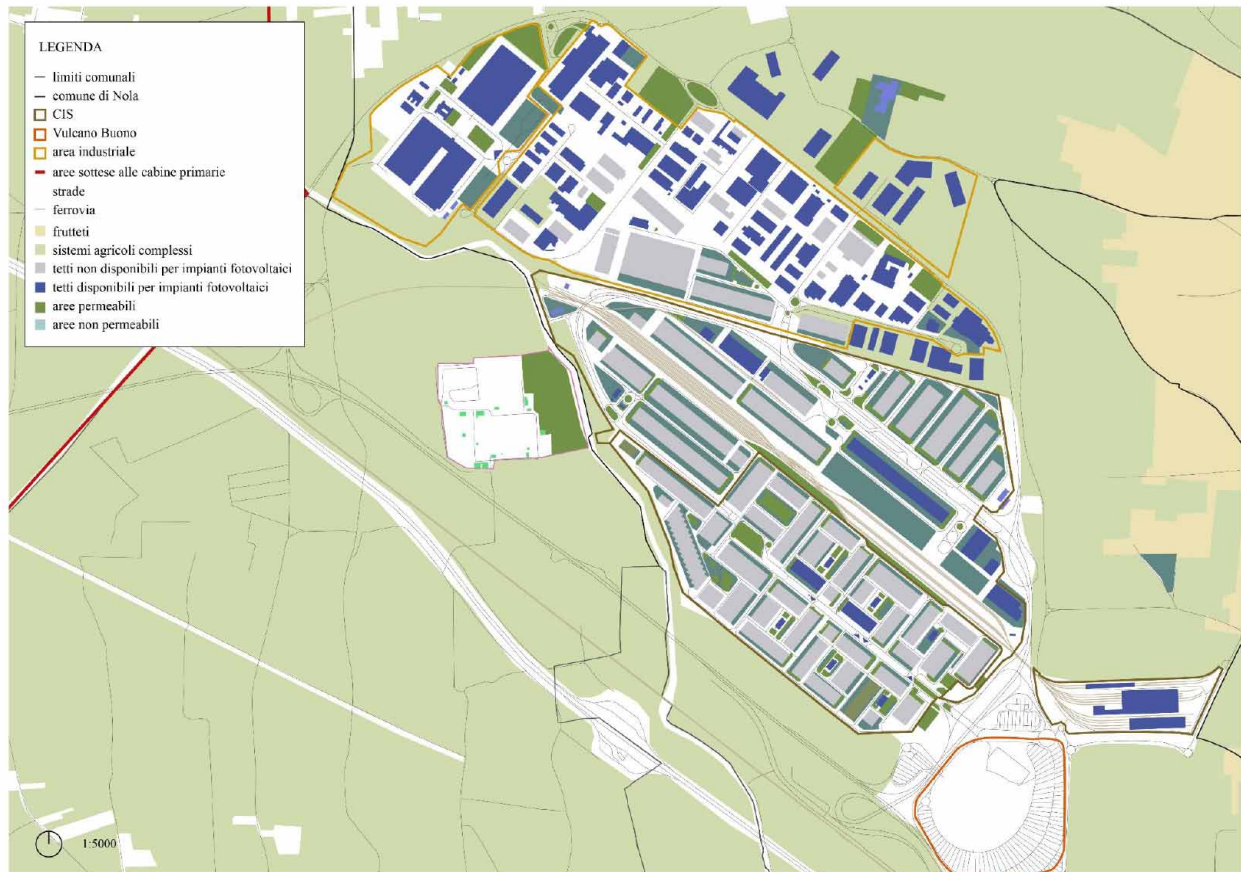 LEGENDA
limiti comunali
comune di Nola
CIS
Vulcano Buono
area industriale
aree sottese alle cabine primarie
strade
ferrovia
frutteti
sistemi agricoli complessi
tetti non disponibili per impianti fotovoltaici
tetti disponibili per impianti fotovoltaici
aree permeabili
aree non permeabili
1:5000